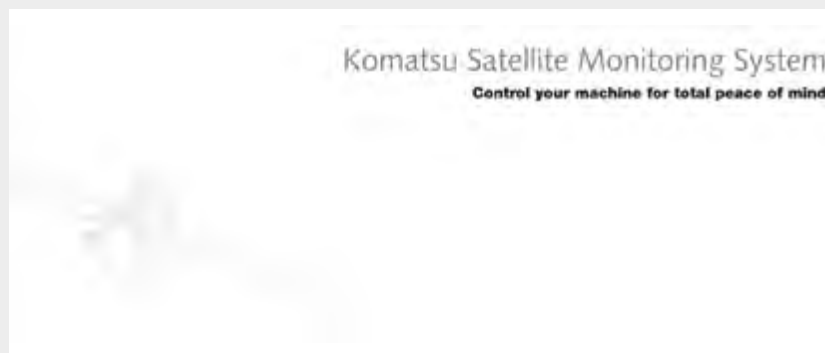 Komatsu Satellite Monitoring System
Control your machine for total peace of mind